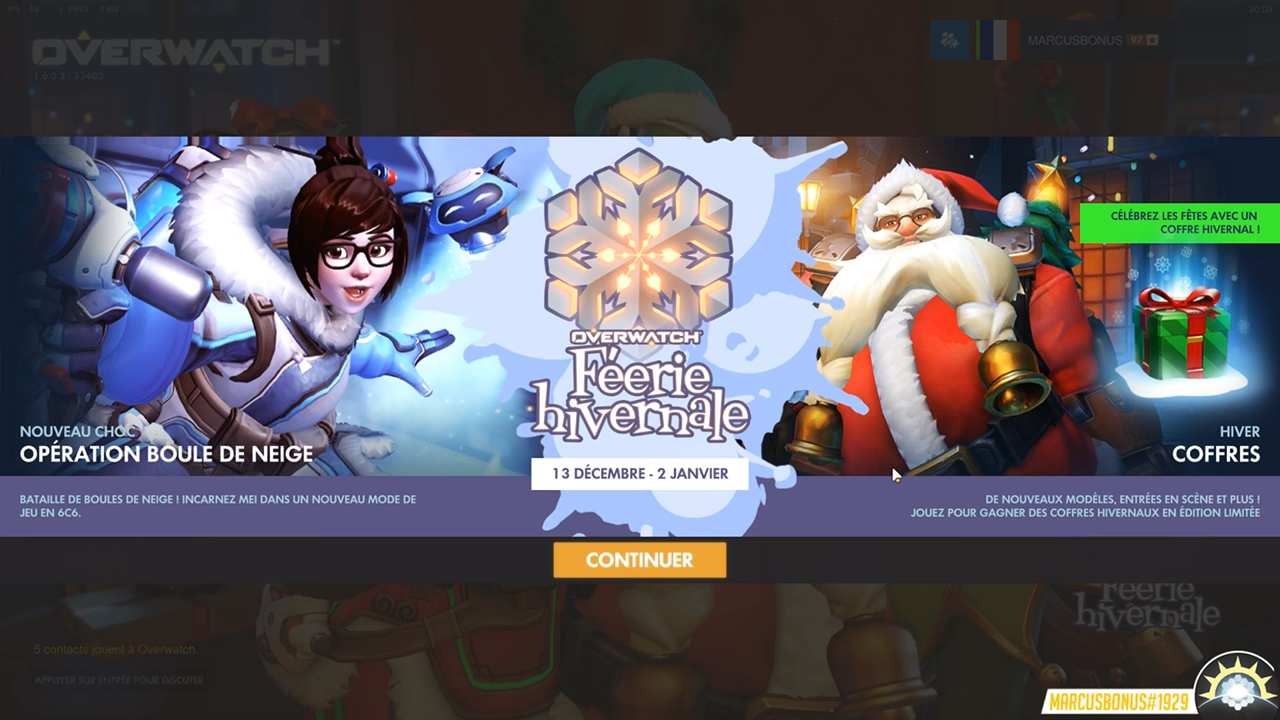 OVERWATCH™
1.6.0.2 - 33403
20:09
MARCUSBONUS 97
CÉLÉBREZ LES FÊTES AVEC UN
COFFRE HIVERNAL !
OVERWATCH
Féerie
hivernale
NOUVEAU CHOC
OPÉRATION BOULE DE NEIGE
13 DÉCEMBRE - 2 JANVIER
HIVER
COFFRES
BATAILLE DE BOULES DE NEIGE ! INCARNEZ MEI DANS UN NOUVEAU MODE DE
JEU EN 6C6.
DE NOUVEAUX MODÈLES, ENTRÉES EN SCÈNE ET PLUS !
JOUEZ POUR GAGNER DES COFFRES HIVERNAUX EN ÉDITION LIMITÉE
CONTINUER
Féerie
hivernale
5 contacts jouent à Overwatch.
APPUYER SUR ENTRÉE POUR DISCUTER
MARCUSBONUS#1929